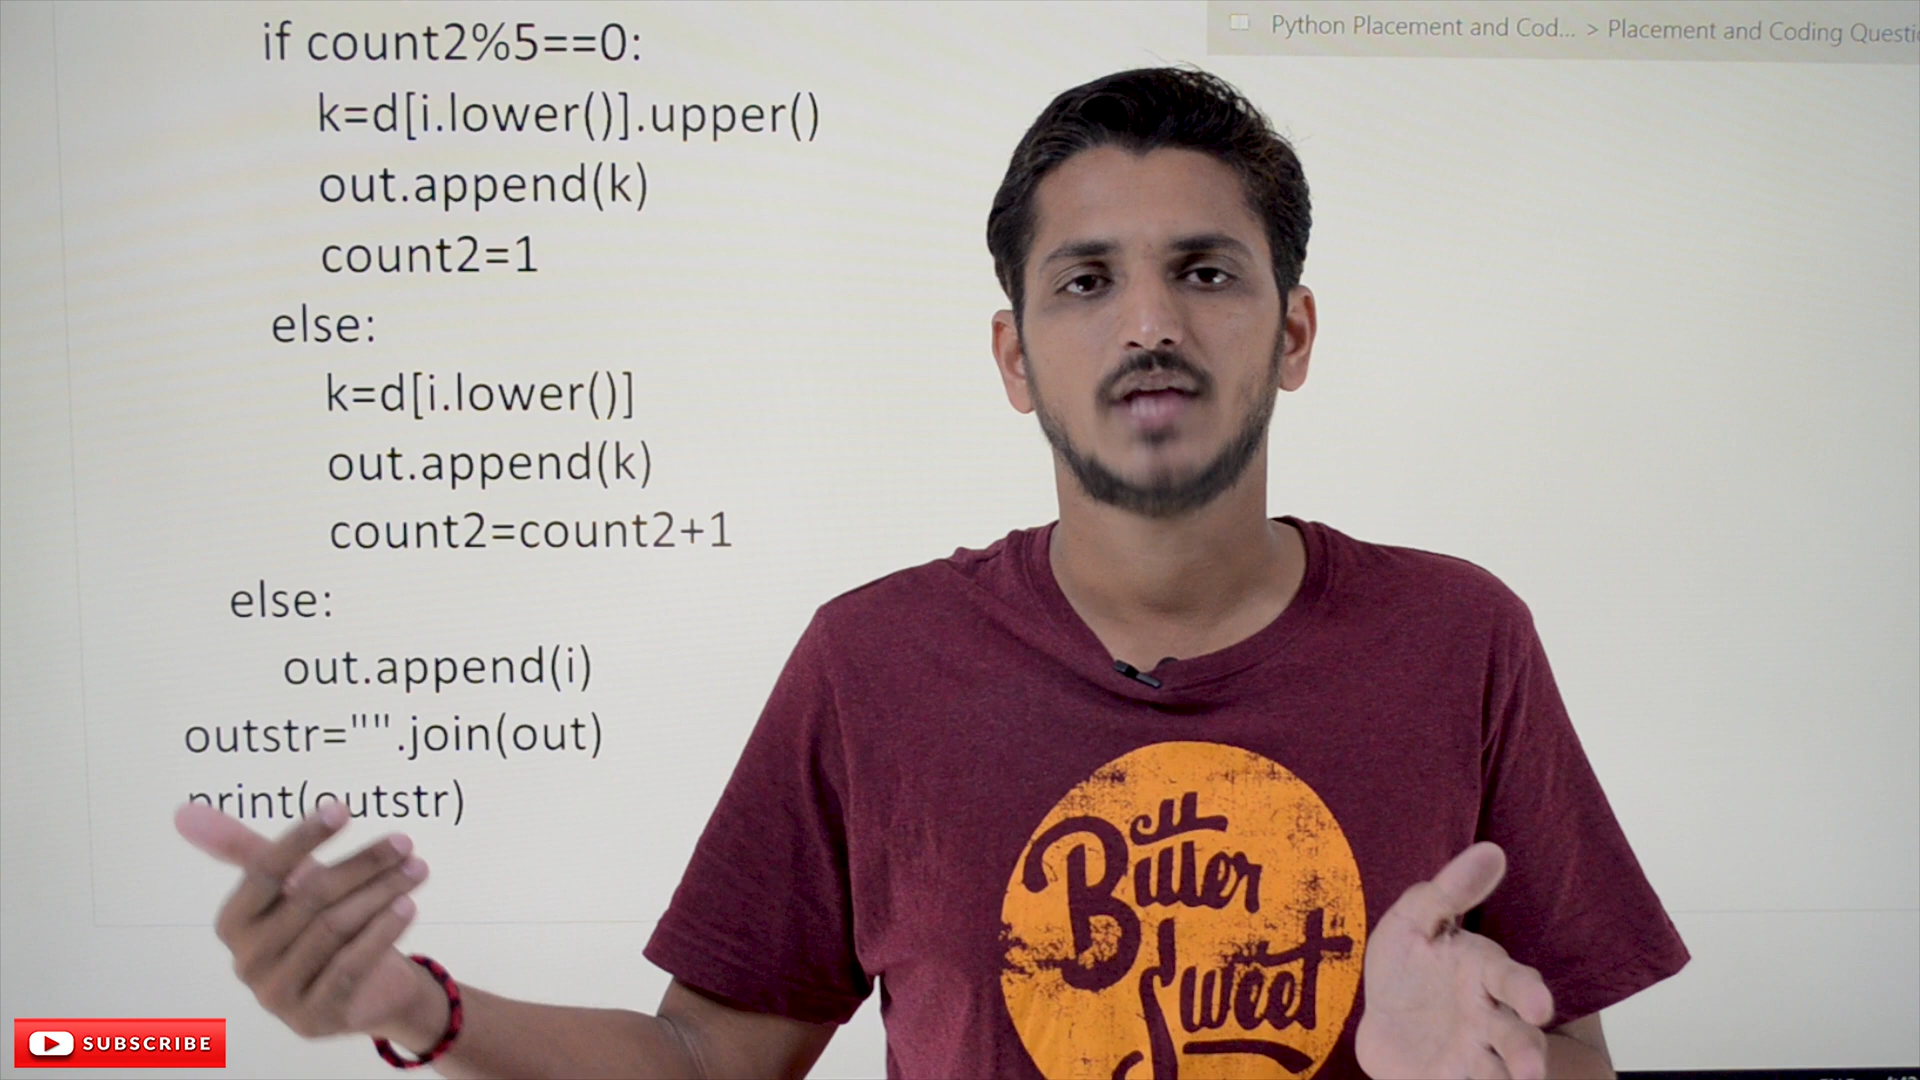 if count2%5==0:
k=d[i.lower()].upper()
out.append(k)
count2=1
else:
k=d[i.lower()]
out.append(k)
count2=count2+1
else:
out.append(i)
outstr="".join(out)
print(outstr)
Python Placement and Cod... > Placement and Coding
Bitter
Sweet
SUBSCRIBE